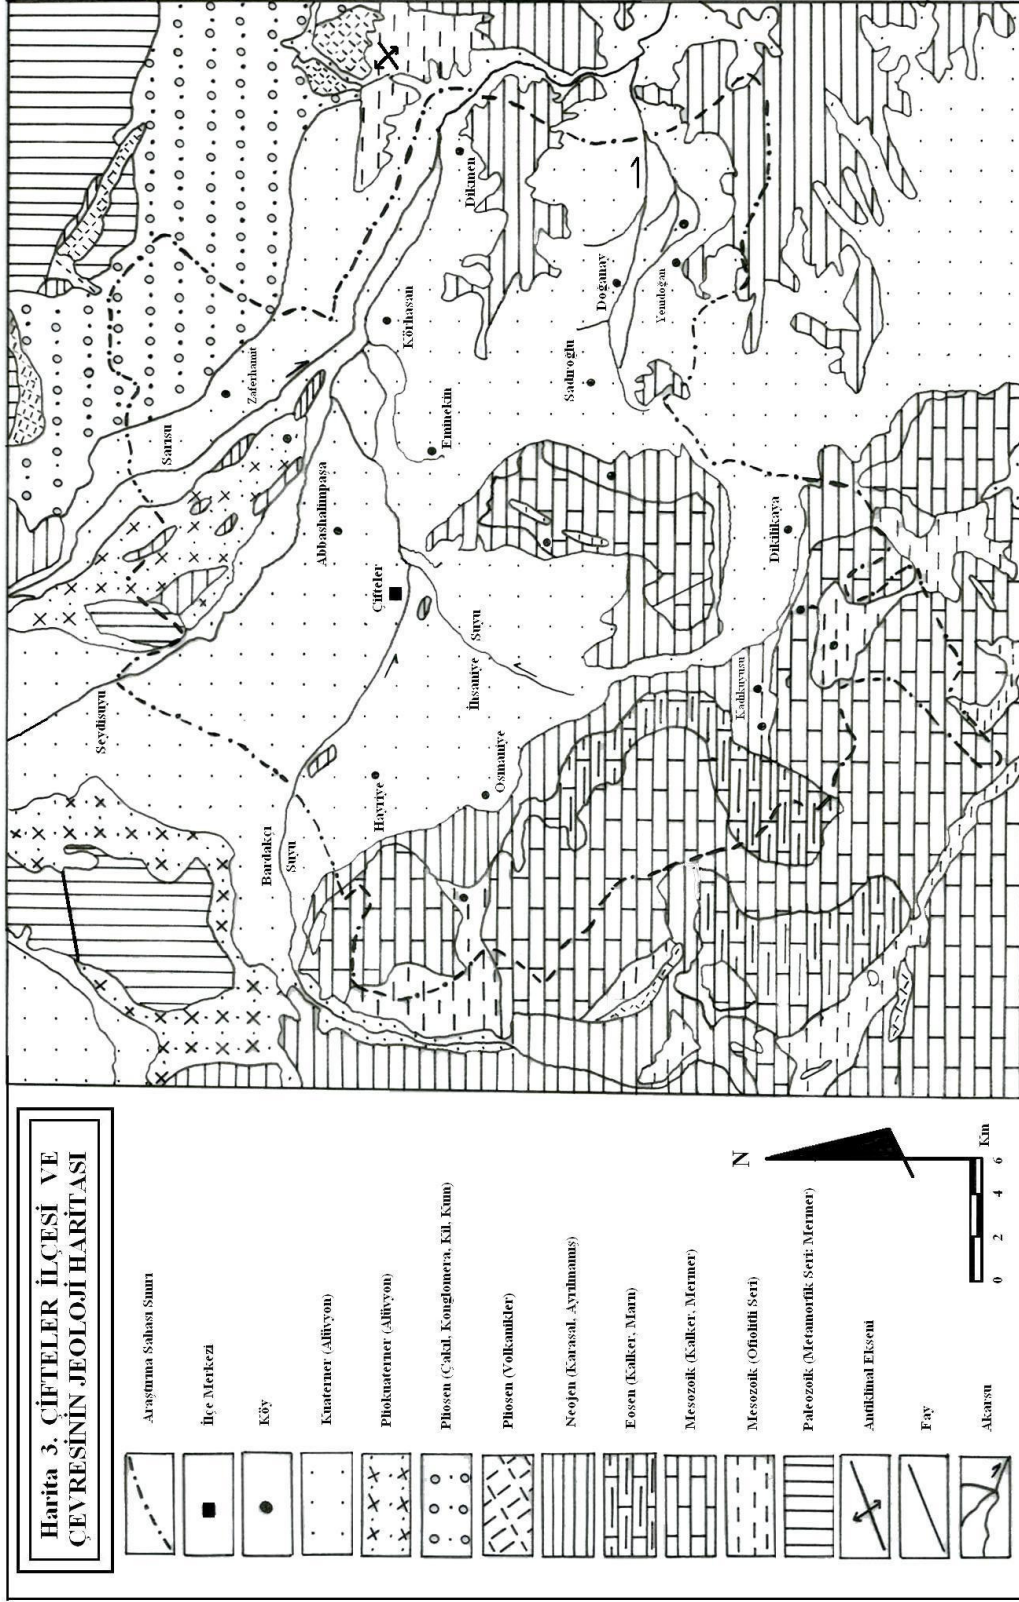 Harita 3. ÇİFTELER İLÇESİ VE
ÇEVRESİNİN JEOLOJİ HARİTASI
Araştırma Sahası Sınırı
İlçe Merkezi
Köy
Kuaterner (Alüvyon)
Pliokuaterner (Alüvyon)
Pliosen (Çakıl, Konglomera, Kil, Kum)
Pliosen (Volkanikler)
Neojen (Karasal, Ayrılmamış)
Eosen (Kalker, Marn)
Mesozoik (Kalker, Mermer)
Mesozoik (Ofiolitli Seri)
Paleozoik (Metamorfik Seri: Mermer)
Antiklinal Ekseni
Fay
Akarsu
N
0 2 4 6
Km
Seydisuyu
Sarısu
Zaferhamit
Bardakçı
Suyu
Abbashalimpaşa
Çifteler
Hayriye
Körhasan
Eminekin
Dikmen
İhsaniye
Suyu
Osmaniye
Sadıroğlu
Doğanay
Yenidoğan
Dikilikaya
Kadıkuyusu